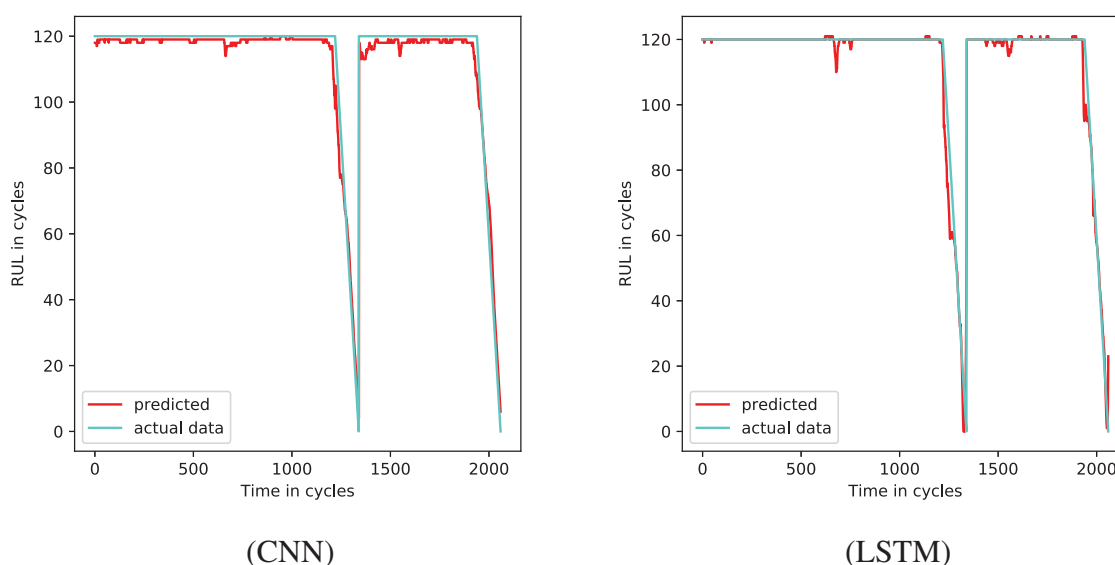 120
100
80
60
40
20
0
RUL in cycles
predicted
actual data
0 500 1000 1500 2000
Time in cycles
(CNN)
120
100
80
60
40
20
0
RUL in cycles
predicted
actual data
0 500 1000 1500 2000
Time in cycles
(LSTM)